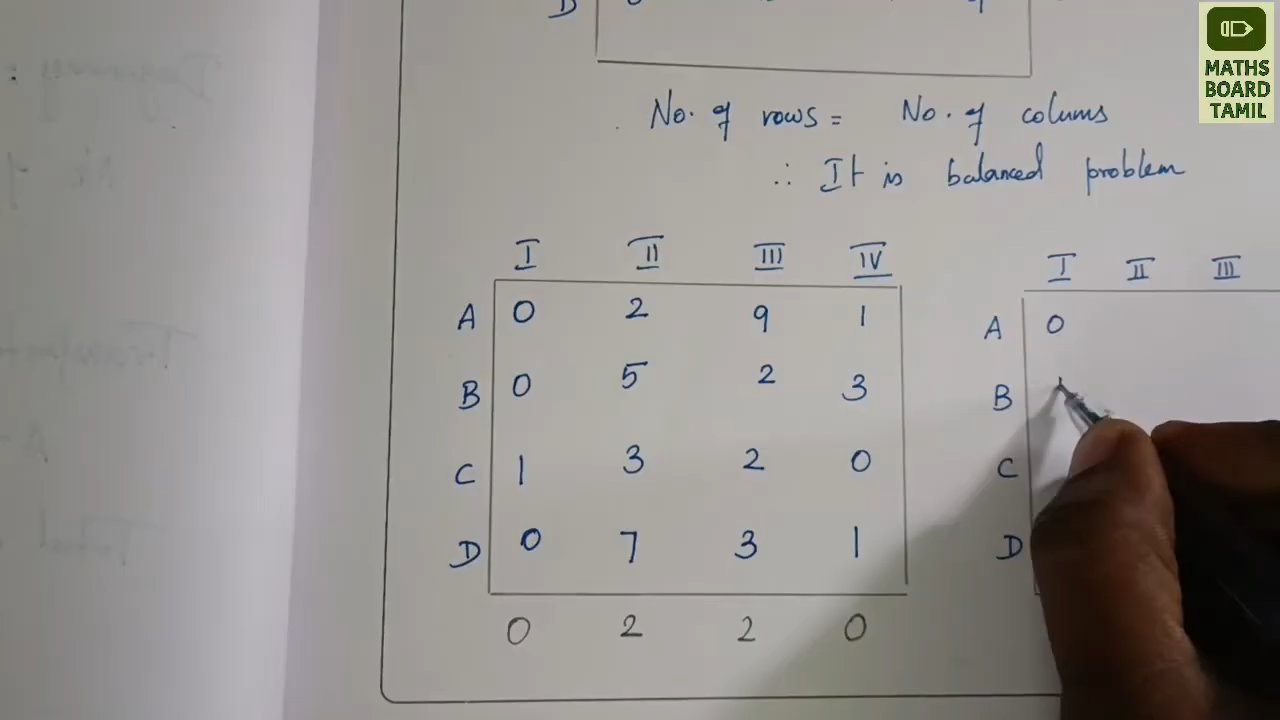 No. of rows = No. of colums
∴ It is balanced problem
I II III IV
A 0 2 9 1
B 0 5 2 3
C 1 3 2 0
D 0 7 3 1
0 2 2 0
I II III
A 0
B
C
D
MATHS
BOARD
TAMIL